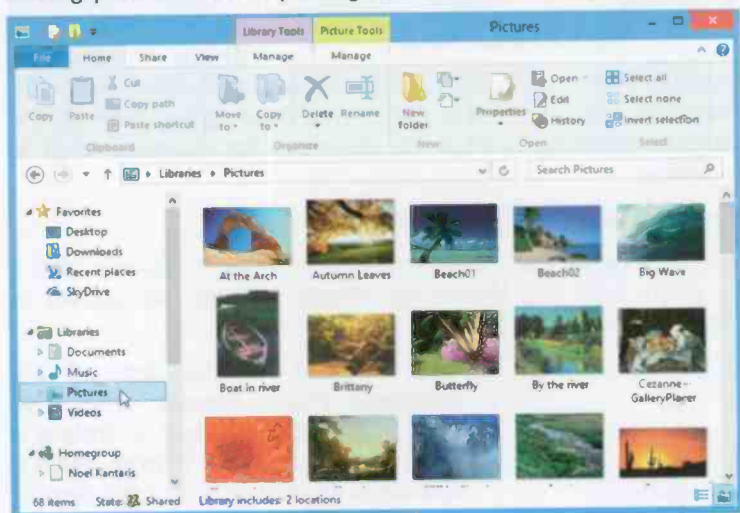 Library Tools Picture Tools Pictures
File Home Share View Manage Manage
Copy
Paste
Cut
Copy path
Paste shortcut
Clipboard
Move to
Copy to
Delete
Rename
Organize
New folder
New
Properties
Open
Edit
History
Open
Select all
Select none
Invert selection
Select
Libraries Pictures
Search Pictures
Favorites
Desktop
Downloads
Recent places
SkyDrive
Libraries
Documents
Music
Pictures
Videos
Homegroup
Noel Kantaris
At the Arch Autumn Leaves Beach01 Beach02 Big Wave
Boat in river Brittany Butterfly By the river Cezanne - GalleryPlayer
68 items State: Shared Library includes: 2 locations